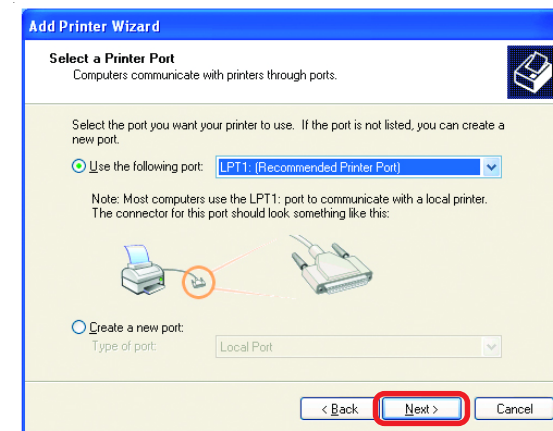 Add Printer Wizard
Select a Printer Port
Computers communicate with printers through ports.
Select the port you want your printer to use. If the port is not listed, you can create a
new port.
Use the following port: LPT1: (Recommended Printer Port)
Note: Most computers use the LPT1: port to communicate with a local printer.
The connector for this port should look something like this:
Create a new port:
Type of port: Local Port
< Back Next > Cancel